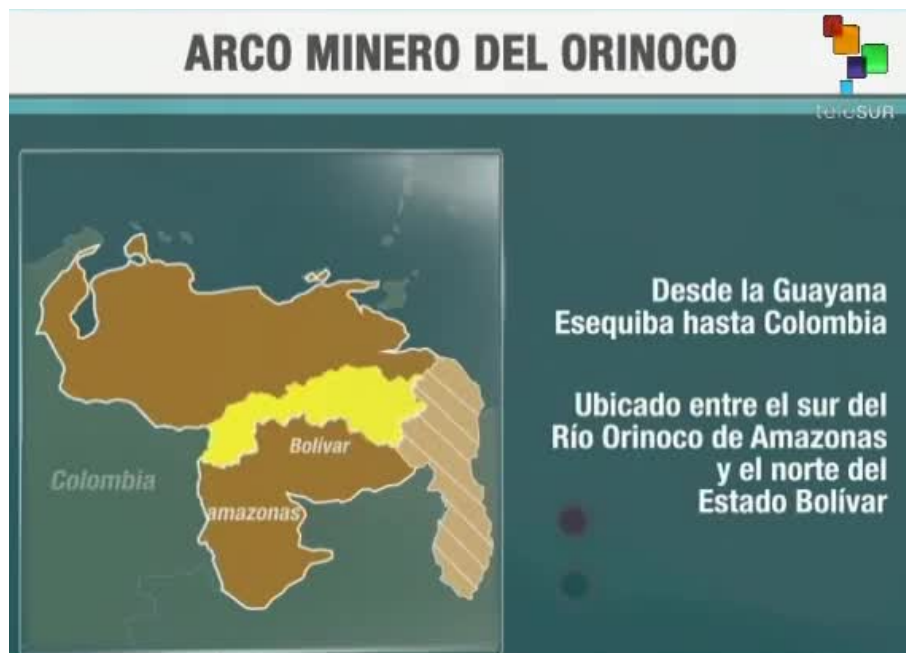 ARCO MINERO DEL ORINOCO
teleSUR
Desde la Guayana
Esequiba hasta Colombia
Ubicado entre el sur del
Río Orinoco de Amazonas
y el norte del
Estado Bolívar
Bolívar
Colombia
amazonas